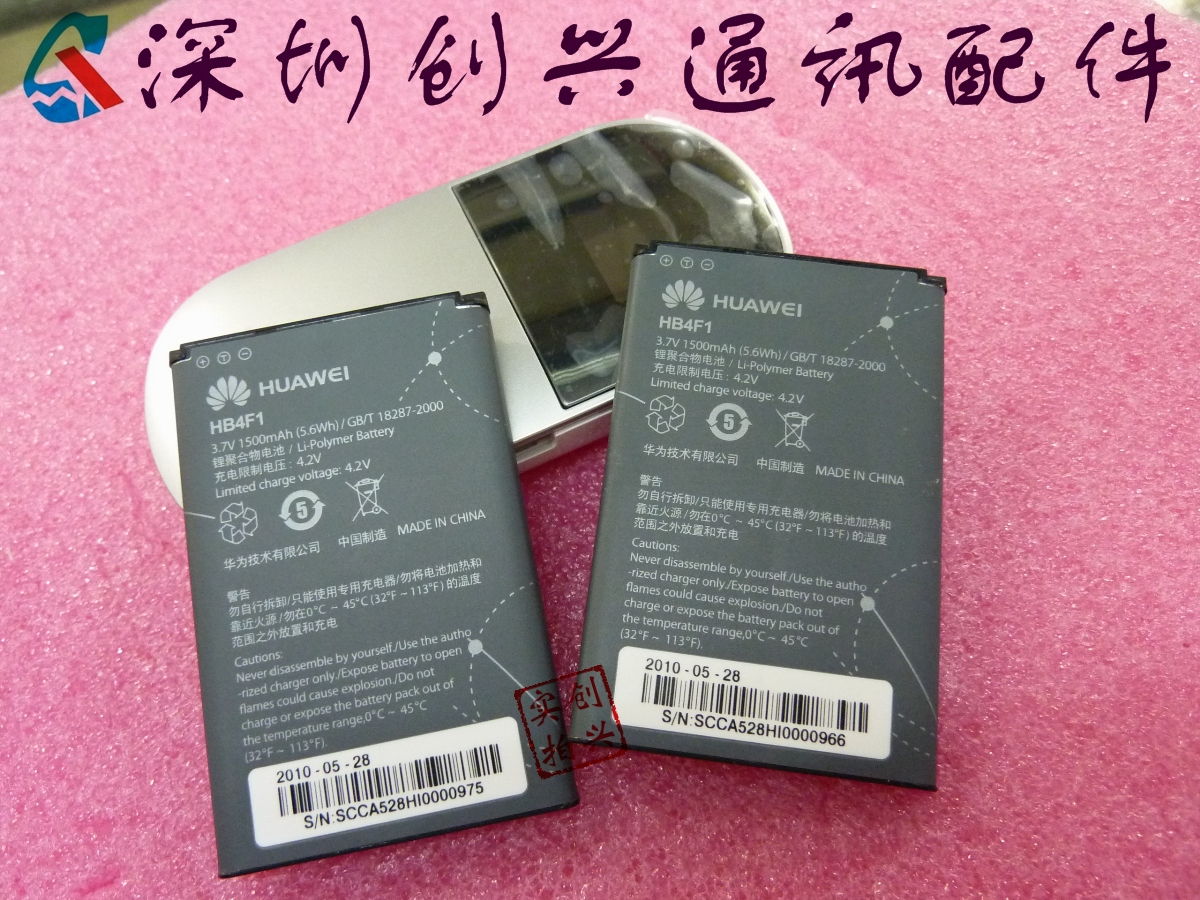 深圳创兴通讯配件
HUAWEI
HB4F1
3.7V 1500mAh (5.6Wh) / GB/T 18287-2000
锂聚合物电池 / Li-Polymer Battery
充电限制电压: 4.2V
Limited charge voltage: 4.2V
5
华为技术有限公司 中国制造 MADE IN CHINA
警告
勿自行拆卸/只能使用专用充电器/勿将电池加热和
靠近火源/勿在0°C ~ 45°C (32°F ~ 113°F) 的温度
范围之外放置和充电
Cautions:
Never disassemble by yourself./Use the autho
-rized charger only./Expose battery to open
flames could cause explosion./Do not
charge or expose the battery pack out of
the temperature range,0°C ~ 45°C
(32°F ~ 113°F).
2010-05-28
S/N:SCCA528HI0000975
HUAWEI
HB4F1
3.7V 1500mAh (5.6Wh) / GB/T 18287-2000
锂聚合物电池 / Li-Polymer Battery
充电限制电压: 4.2V
Limited charge voltage: 4.2V
5
华为技术有限公司 中国制造 MADE IN CHINA
警告
勿自行拆卸/只能使用专用充电器/勿将电池加热和
靠近火源/勿在0°C ~ 45°C (32°F ~ 113°F) 的温度
范围之外放置和充电
Cautions:
Never disassemble by yourself./Use the autho
-rized charger only./Expose battery to open
flames could cause explosion./Do not
charge or expose the battery pack out of
the temperature range,0°C ~ 45°C
(32°F ~ 113°F).
2010-05-28
S/N:SCCA528HI0000966
创兴
实拍